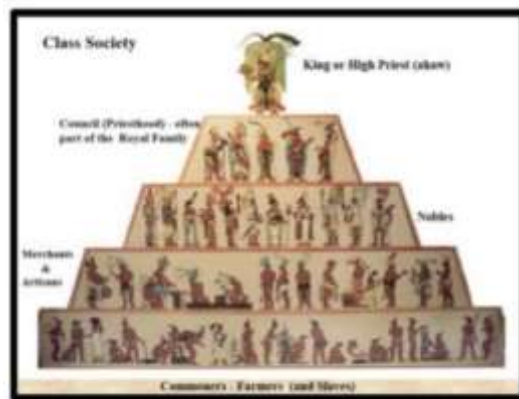 Class Society
King or High Priest (ahaw)
Council (Priesthood) - often
part of the Royal Family
Nobles
Merchants
&
Artisans
Commoners - Farmers (and Slaves)